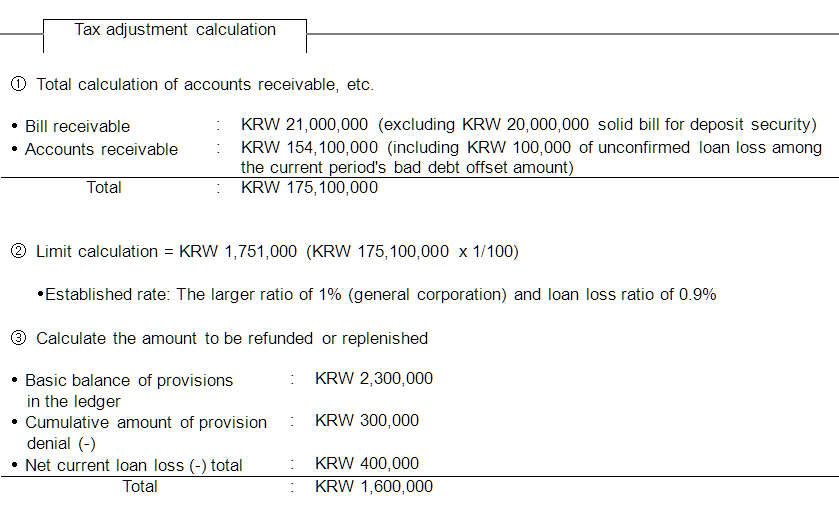 Tax adjustment calculation
① Total calculation of accounts receivable, etc.
• Bill receivable : KRW 21,000,000 (excluding KRW 20,000,000 solid bill for deposit security)
• Accounts receivable : KRW 154,100,000 (including KRW 100,000 of unconfirmed loan loss among
the current period's bad debt offset amount)
Total : KRW 175,100,000
② Limit calculation = KRW 1,751,000 (KRW 175,100,000 x 1/100)
•Established rate: The larger ratio of 1% (general corporation) and loan loss ratio of 0.9%
③ Calculate the amount to be refunded or replenished
• Basic balance of provisions : KRW 2,300,000
in the ledger
• Cumulative amount of provision : KRW 300,000
denial (-)
• Net current loan loss (-) total : KRW 400,000
Total : KRW 1,600,000